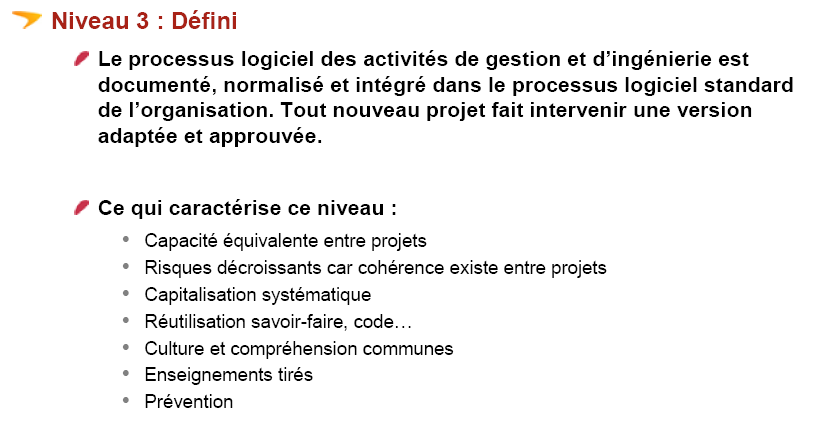 Niveau 3 : Défini
Le processus logiciel des activités de gestion et d’ingénierie est
documenté, normalisé et intégré dans le processus logiciel standard
de l’organisation. Tout nouveau projet fait intervenir une version
adaptée et approuvée.
Ce qui caractérise ce niveau :
• Capacité équivalente entre projets
• Risques décroissants car cohérence existe entre projets
• Capitalisation systématique
• Réutilisation savoir-faire, code…
• Culture et compréhension communes
• Enseignements tirés
• Prévention